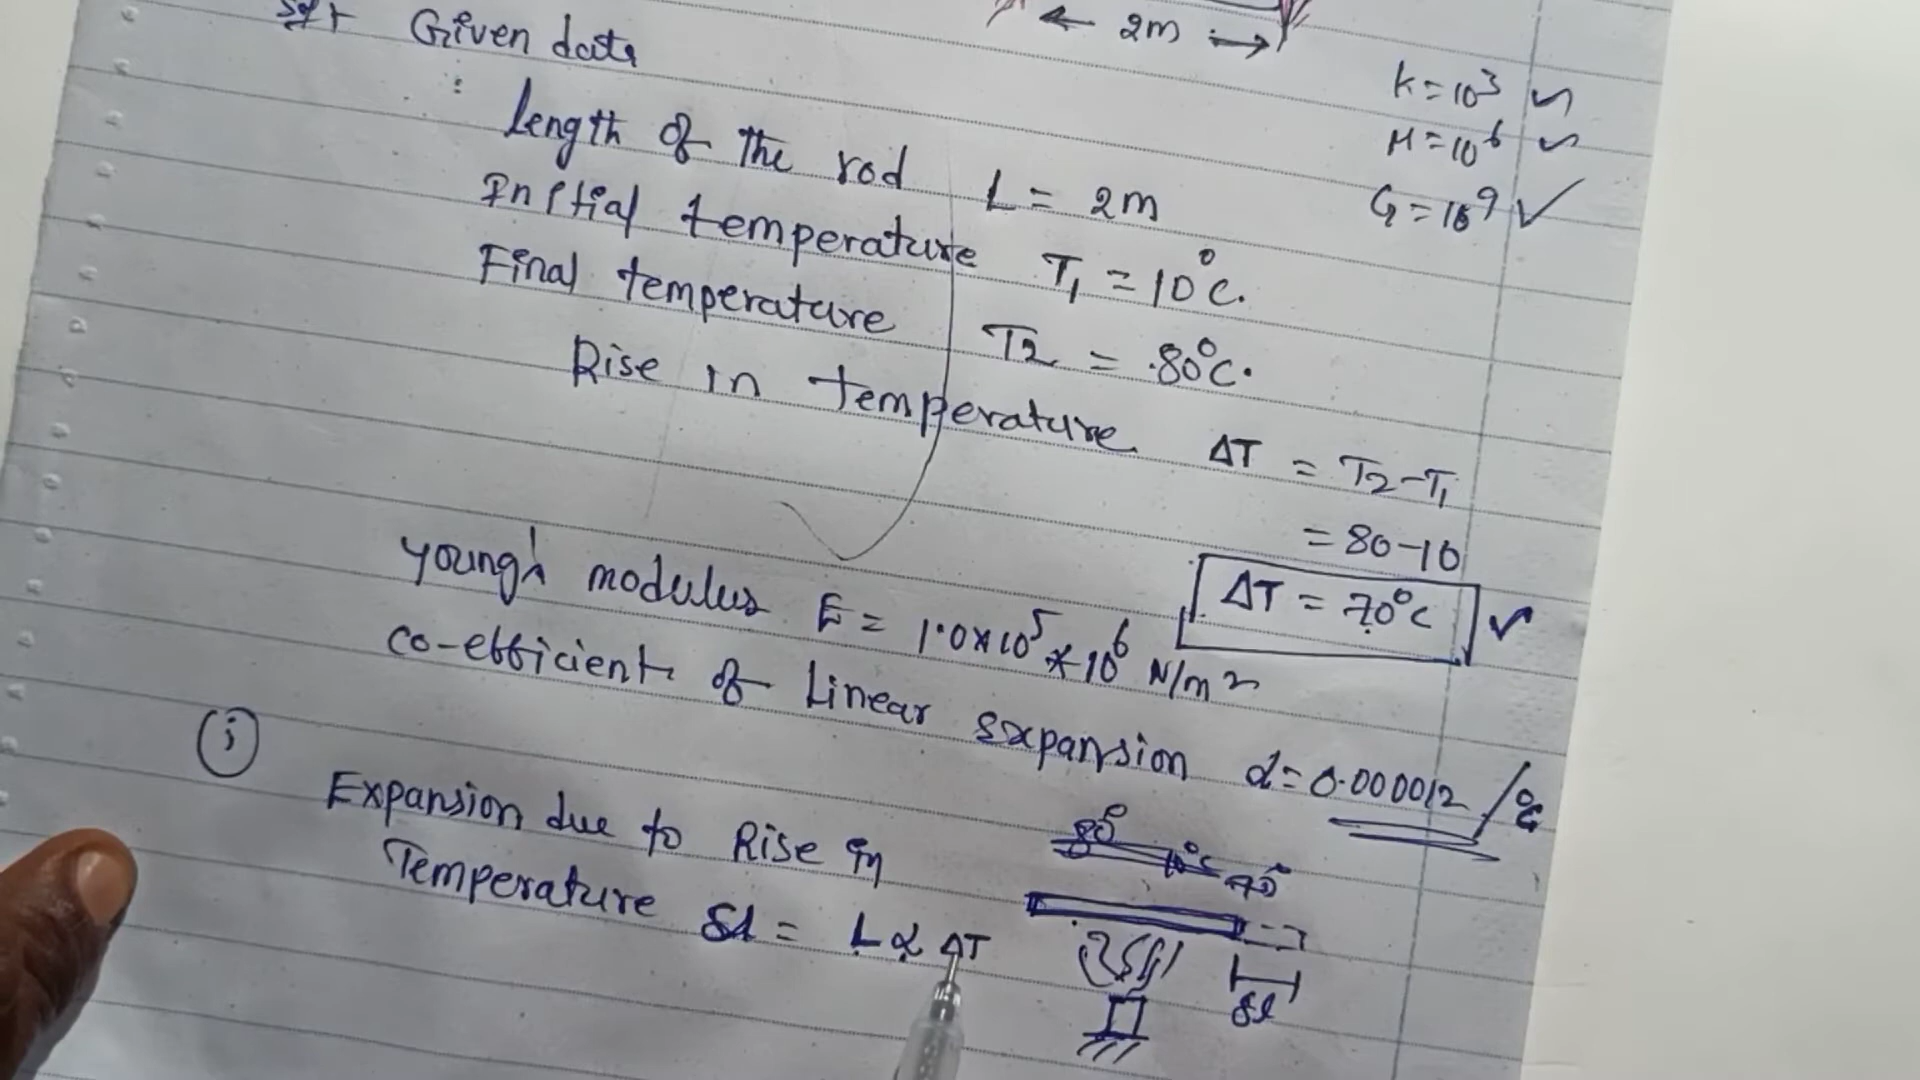 ← 2m →
Given data
K = 10³
M = 10⁶
G = 10⁹ ✓
Length of the rod L = 2m
Initial temperature T₁ = 10°C.
Final temperature T₂ = 80°C.
Rise in temperature ΔT = T₂-T₁
= 80-10
ΔT = 70°C
Young's modulus E = 1.0×10⁵×10⁶ N/m²
co-efficient of Linear expansion α = 0.000012 /°C
(i)
Expansion due to Rise in
Temperature δl = L α ΔT
80° 10°C 70°
δl